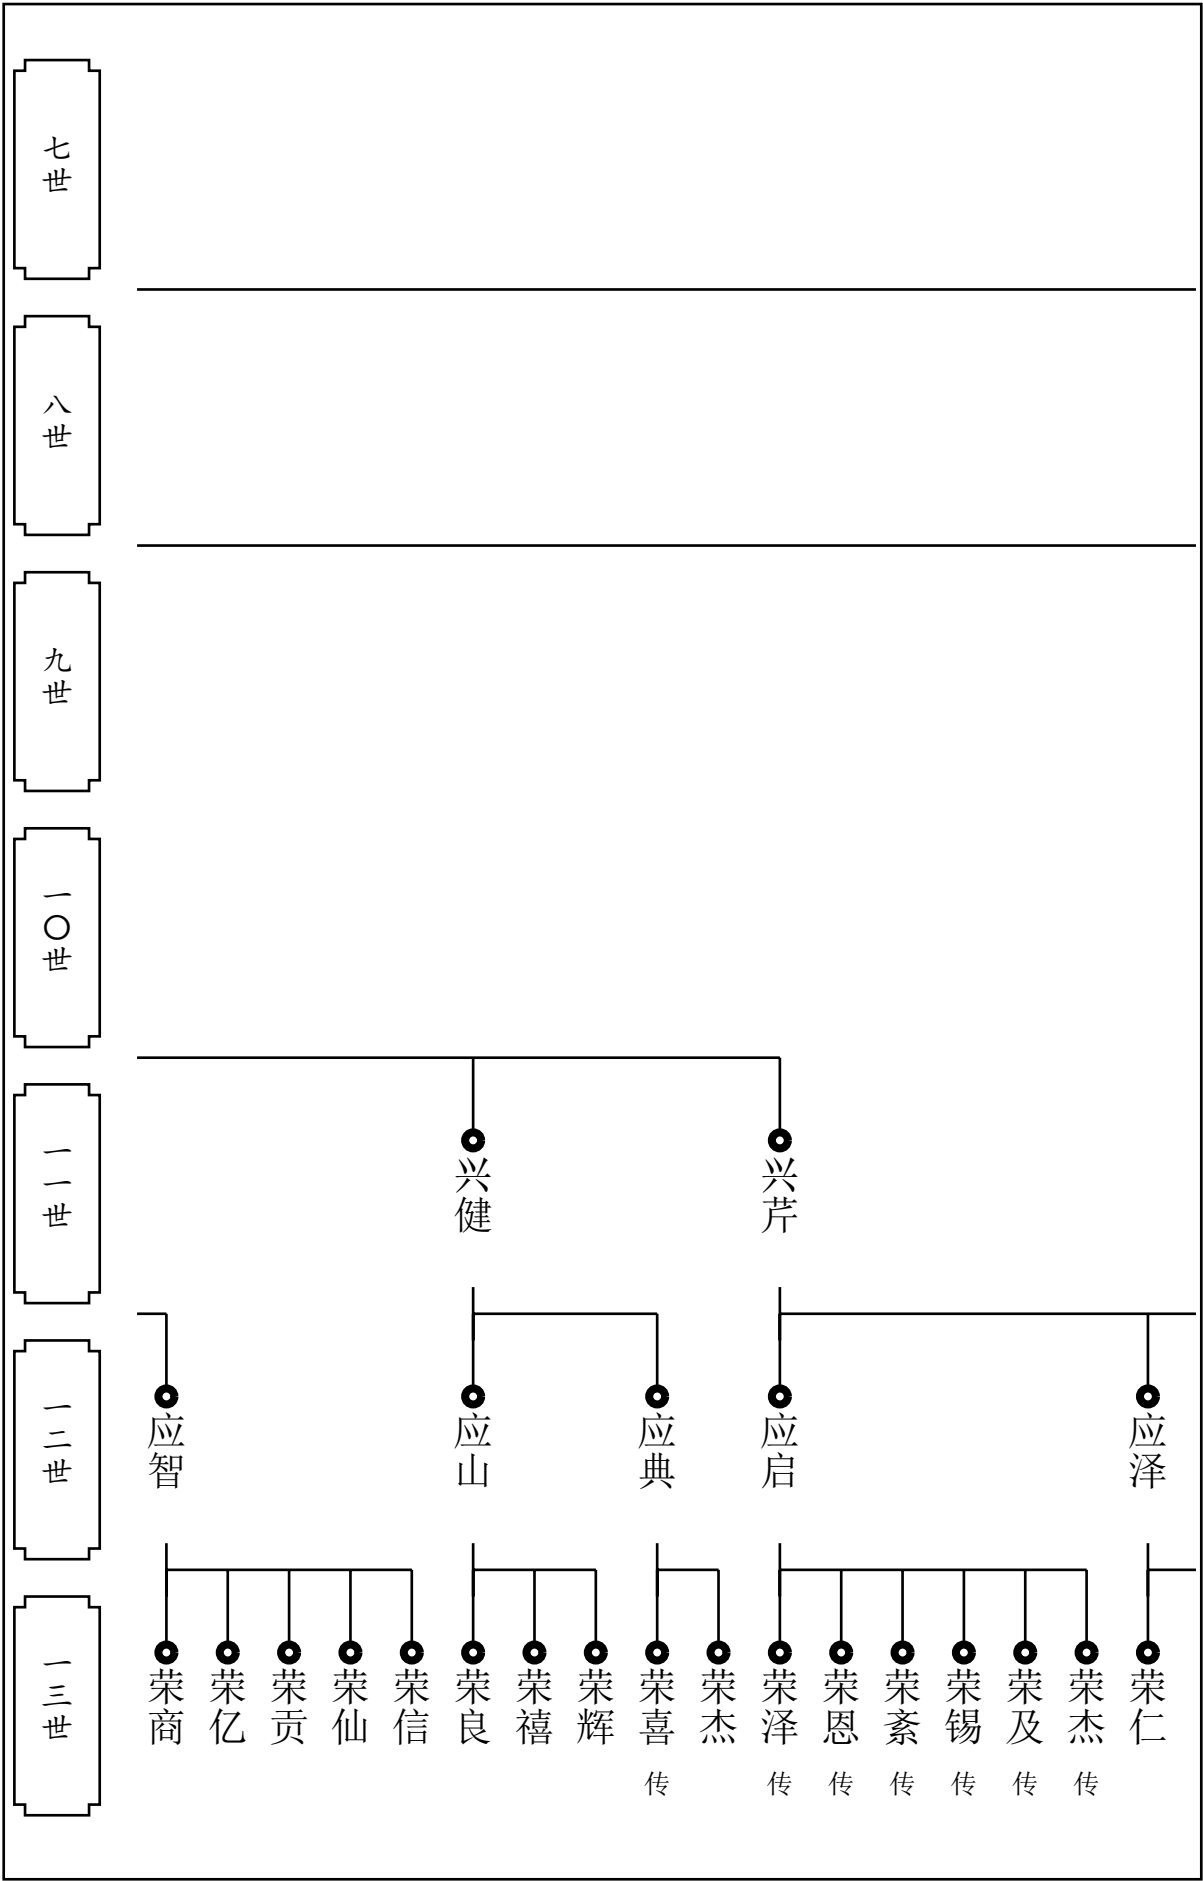 七世
八世
九世
一〇世
一一世
兴健
兴芹
一二世
应智
应山
应典
应启
应泽
一三世
荣商
荣亿
荣贡
荣仙
荣信
荣良
荣禧
荣辉
荣喜
传
荣杰
荣泽
传
荣恩
传
荣紊
传
荣锡
传
荣及
传
荣杰
传
荣仁